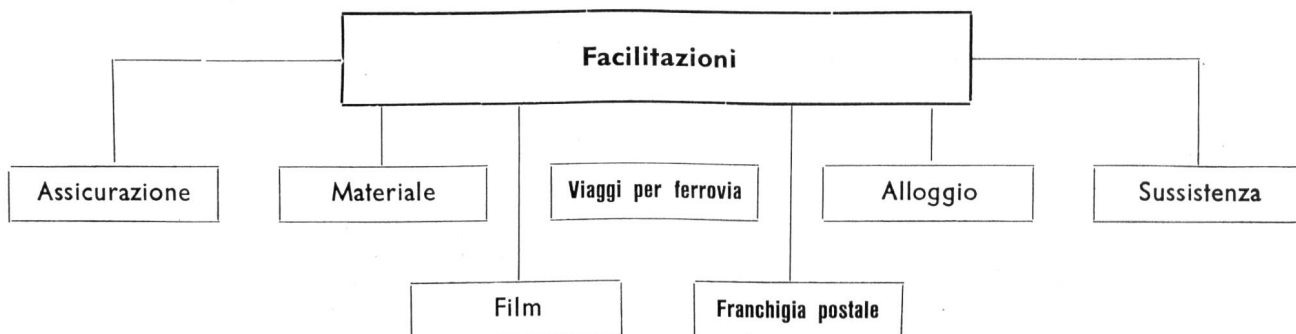 Facilitazioni
Assicurazione
Materiale
Viaggi per ferrovia
Alloggio
Sussistenza
Film
Franchigia postale